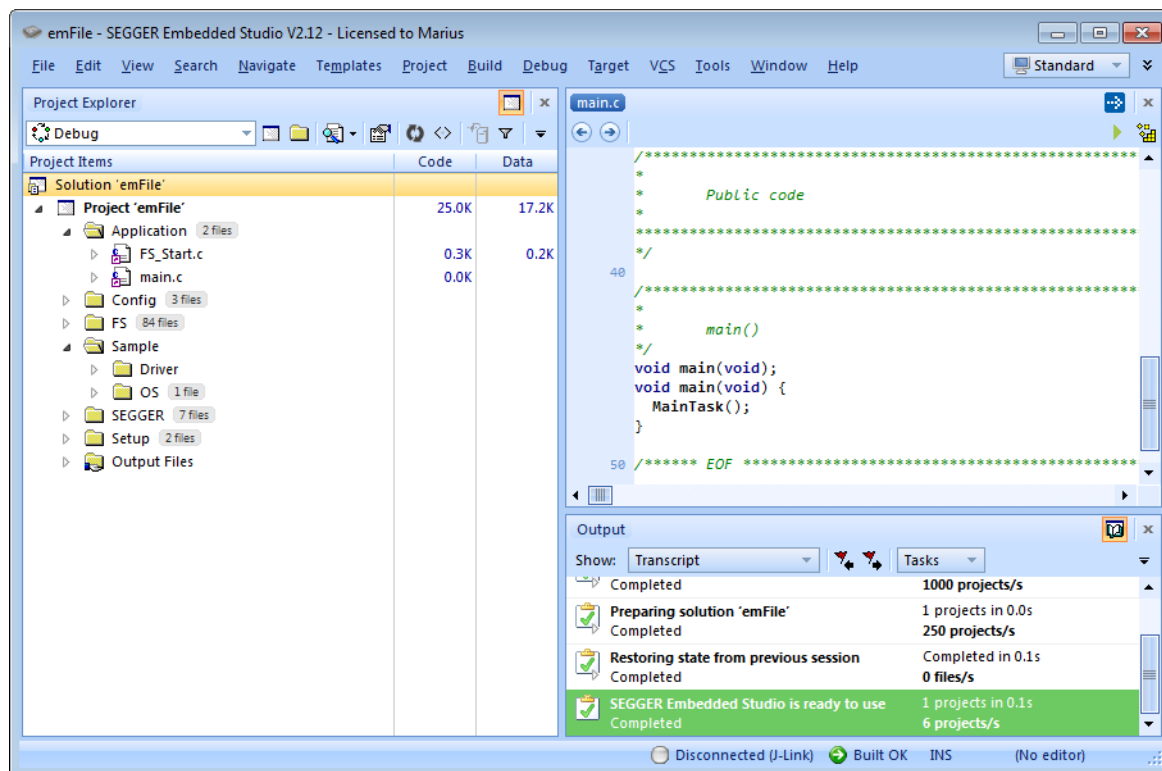 emFile - SEGGER Embedded Studio V2.12 - Licensed to Marius
File Edit View Search Navigate Templates Project Build Debug Target VCS Tools Window Help Standard
Project Explorer
Debug
Project Items Code Data
Solution 'emFile'
Project 'emFile' 25.0K 17.2K
Application 2 files
FS_Start.c 0.3K 0.2K
main.c 0.0K
Config 3 files
FS 84 files
Sample
Driver
OS 1 file
SEGGER 7 files
Setup 2 files
Output Files
main.c
/*******************************************************
*
* Public code
*
********************************************************
*/
40
/*******************************************************
*
* main()
*/
void main(void);
void main(void) {
MainTask();
}
50 /****** EOF ********************************************
Output
Show: Transcript Tasks
Completed 1000 projects/s
Preparing solution 'emFile' 1 projects in 0.0s
Completed 250 projects/s
Restoring state from previous session Completed in 0.1s
Completed 0 files/s
SEGGER Embedded Studio is ready to use 1 projects in 0.1s
Completed 6 projects/s
Disconnected (J-Link) Built OK INS (No editor)